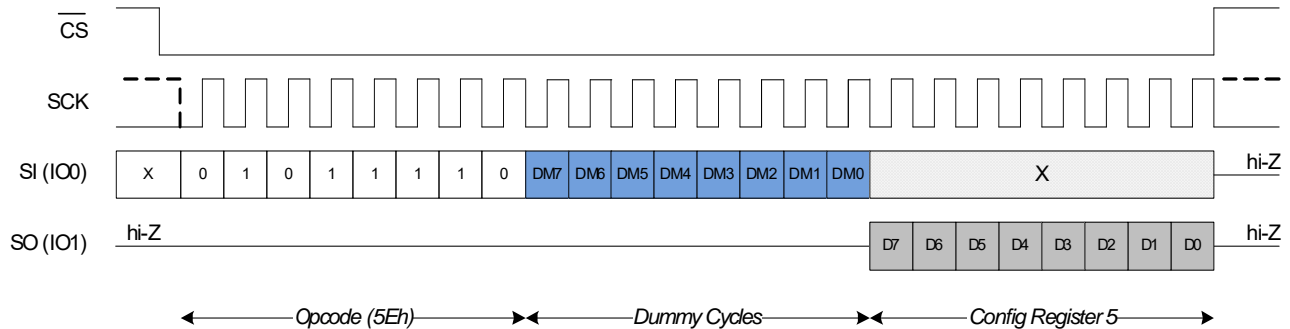 CS
SCK
SI (IO0) X 0 1 0 1 1 1 1 0 DM7 DM6 DM5 DM4 DM3 DM2 DM1 DM0 X hi-Z
SO (IO1) hi-Z D7 D6 D5 D4 D3 D2 D1 D0 hi-Z
Opcode (5Eh) Dummy Cycles Config Register 5